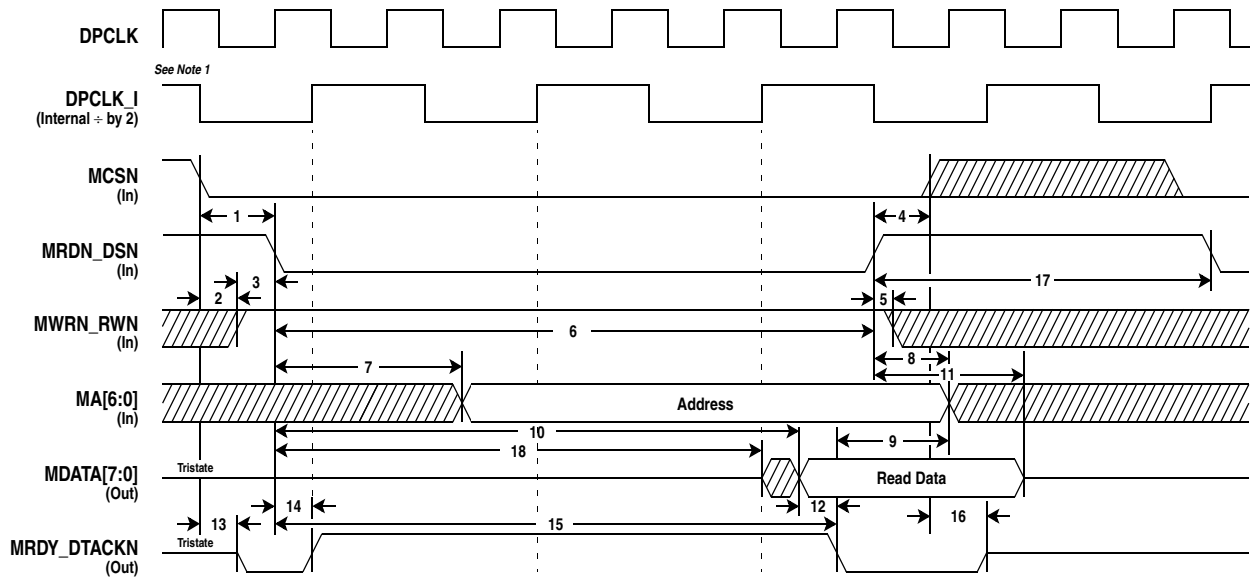 DPCLK
See Note 1
DPCLK_I
(Internal ÷ by 2)
MCSN
(In)
1
4
MRDN_DSN
(In)
3
2
17
5
MWRN_RWN
(In)
6
7
8
11
MA[6:0]
(In)
Address
10
9
18
MDATA[7:0]
(Out)
Tristate
Read Data
12
13
14
15
16
MRDY_DTACKN
(Out)
Tristate